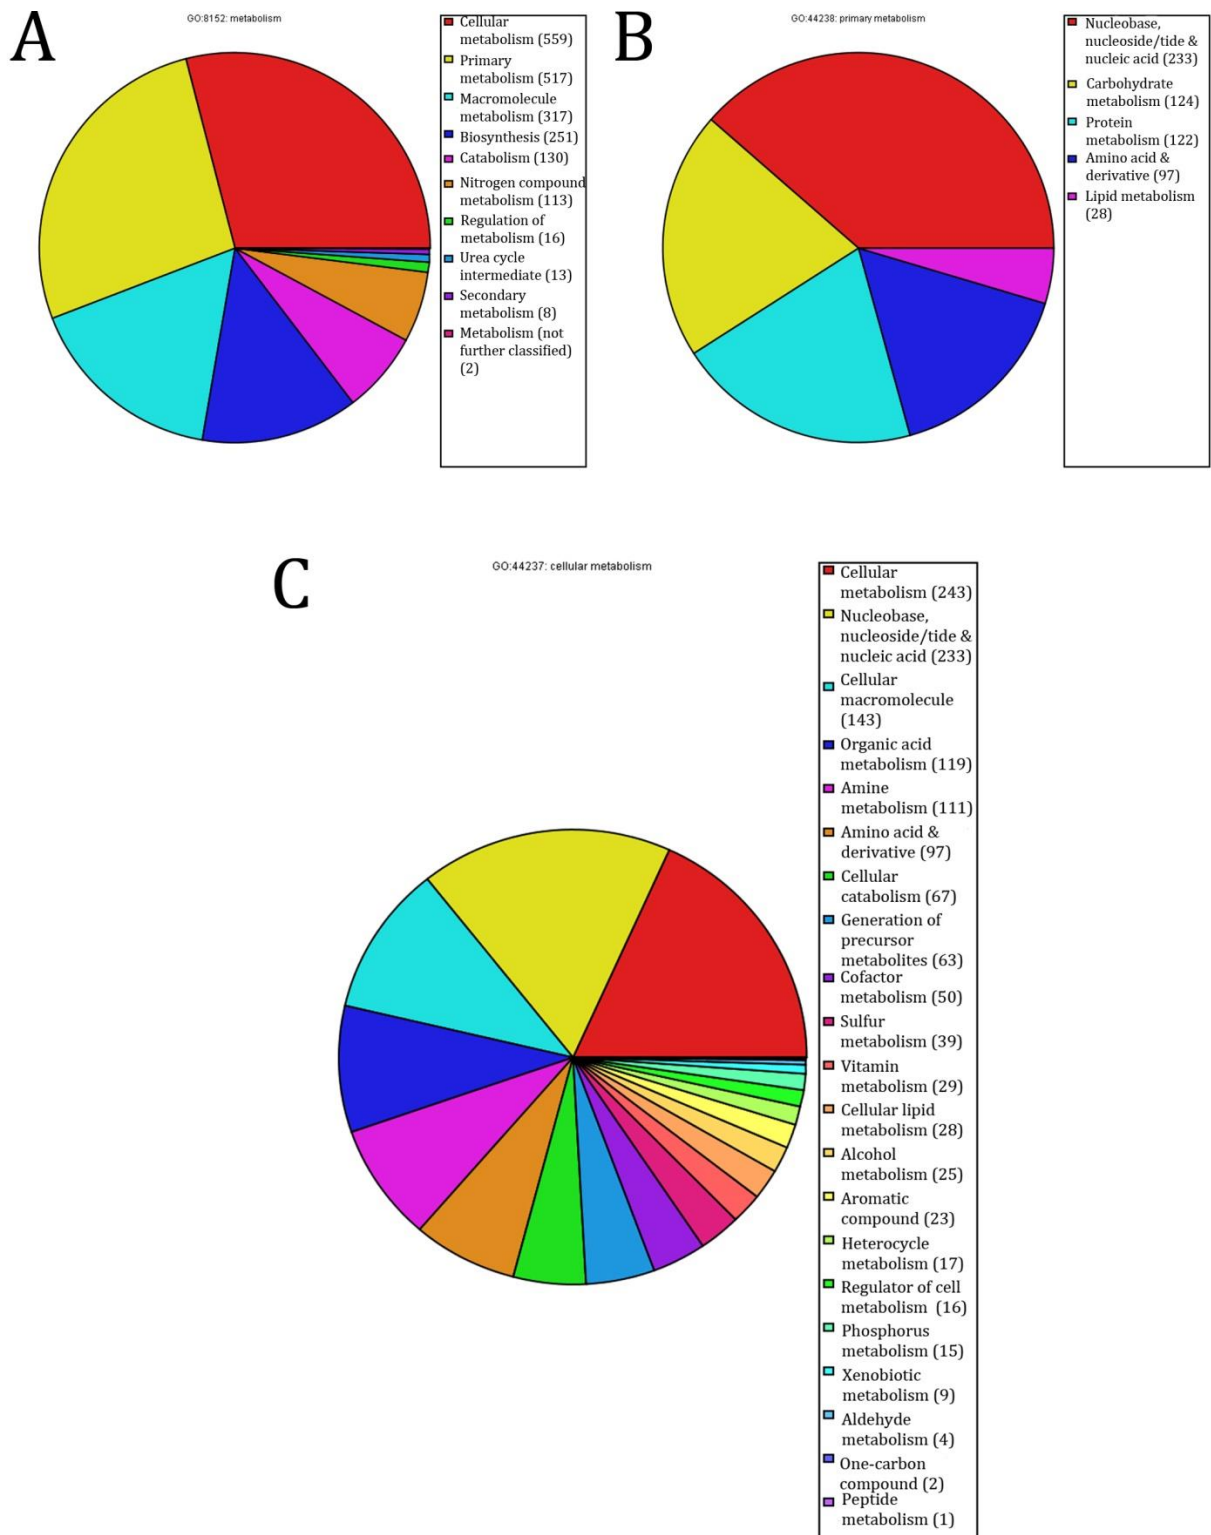 A
GO:8152: metabolism
Cellular
metabolism (559)
Primary
metabolism (517)
Macromolecule
metabolism (317)
Biosynthesis (251)
Catabolism (130)
Nitrogen compound
metabolism (113)
Regulation of
metabolism (16)
Urea cycle
intermediate (13)
Secondary
metabolism (8)
Metabolism (not
further classified)
(2)
B
GO:44238: primary metabolism
Nucleobase,
nucleoside/tide &
nucleic acid (233)
Carbohydrate
metabolism (124)
Protein
metabolism (122)
Amino acid &
derivative (97)
Lipid metabolism
(28)
C
GO:44237: cellular metabolism
Cellular
metabolism (243)
Nucleobase,
nucleoside/tide &
nucleic acid (233)
Cellular
macromolecule
(143)
Organic acid
metabolism (119)
Amine
metabolism (111)
Amino acid &
derivative (97)
Cellular
catabolism (67)
Generation of
precursor
metabolites (63)
Cofactor
metabolism (50)
Sulfur
metabolism (39)
Vitamin
metabolism (29)
Cellular lipid
metabolism (28)
Alcohol
metabolism (25)
Aromatic
compound (23)
Heterocycle
metabolism (17)
Regulator of cell
metabolism (16)
Phosphorus
metabolism (15)
Xenobiotic
metabolism (9)
Aldehyde
metabolism (4)
One-carbon
compound (2)
Peptide
metabolism (1)